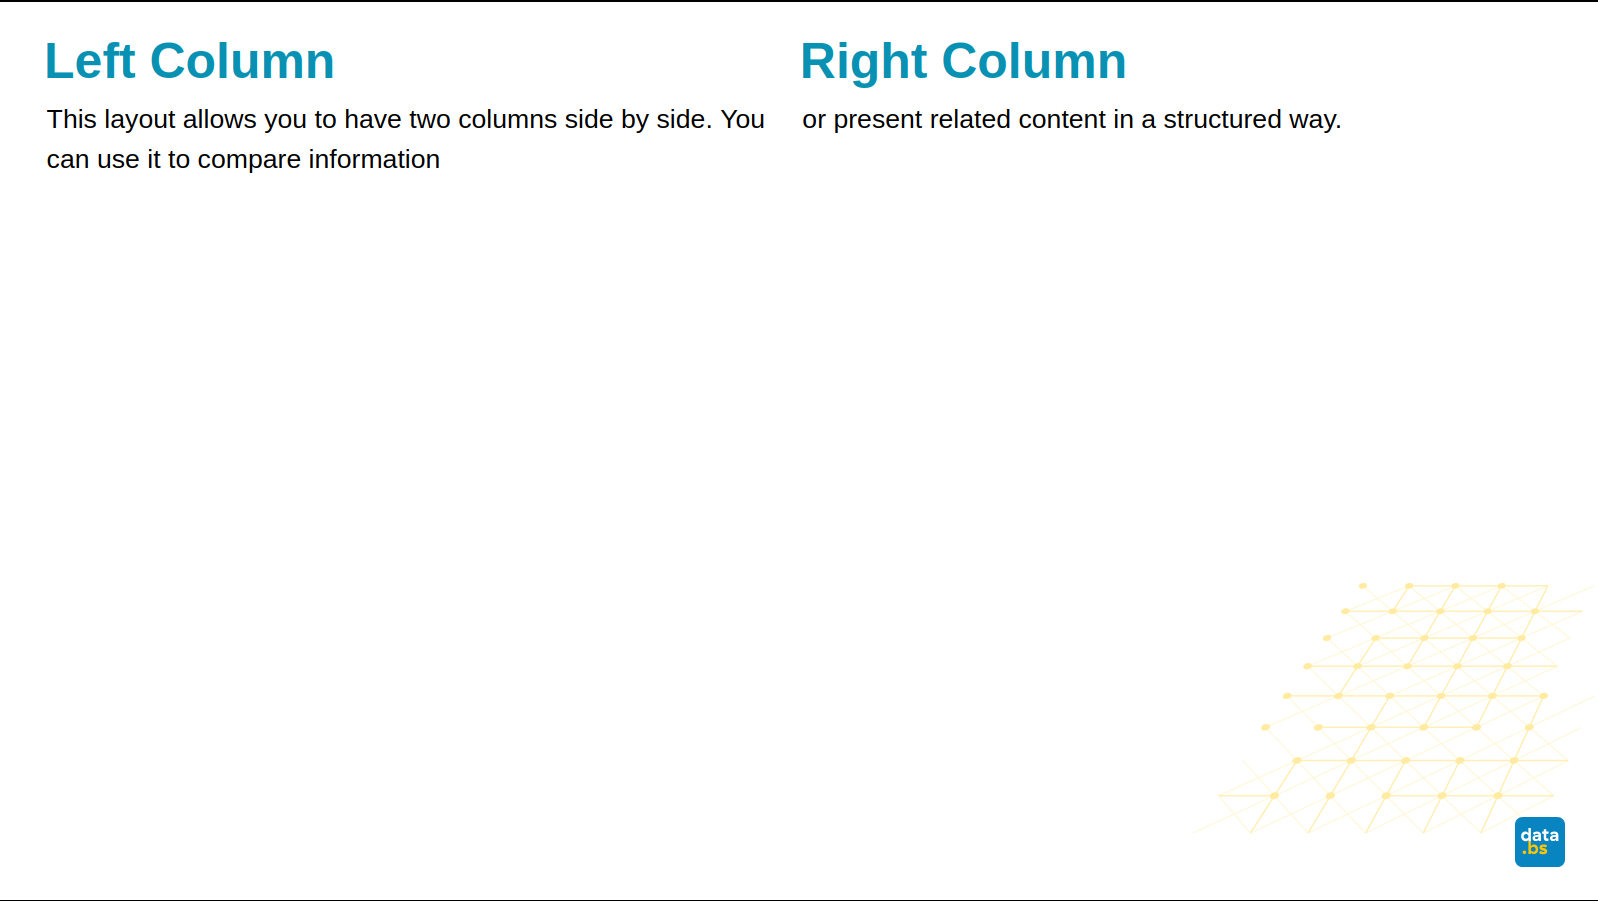 Left Column
This layout allows you to have two columns side by side. You
can use it to compare information
Right Column
or present related content in a structured way.
data
.bs